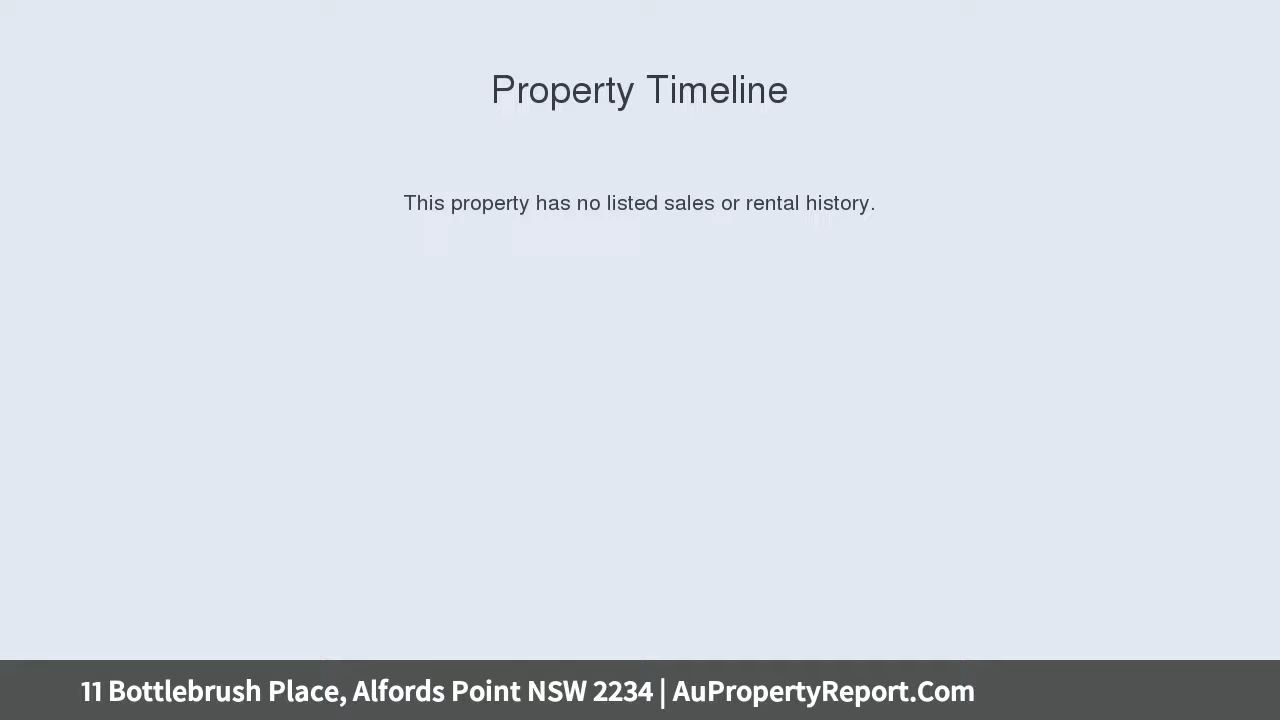 Property Timeline
This property has no listed sales or rental history.
11 Bottlebrush Place, Alfords Point NSW 2234 | AuPropertyReport.Com